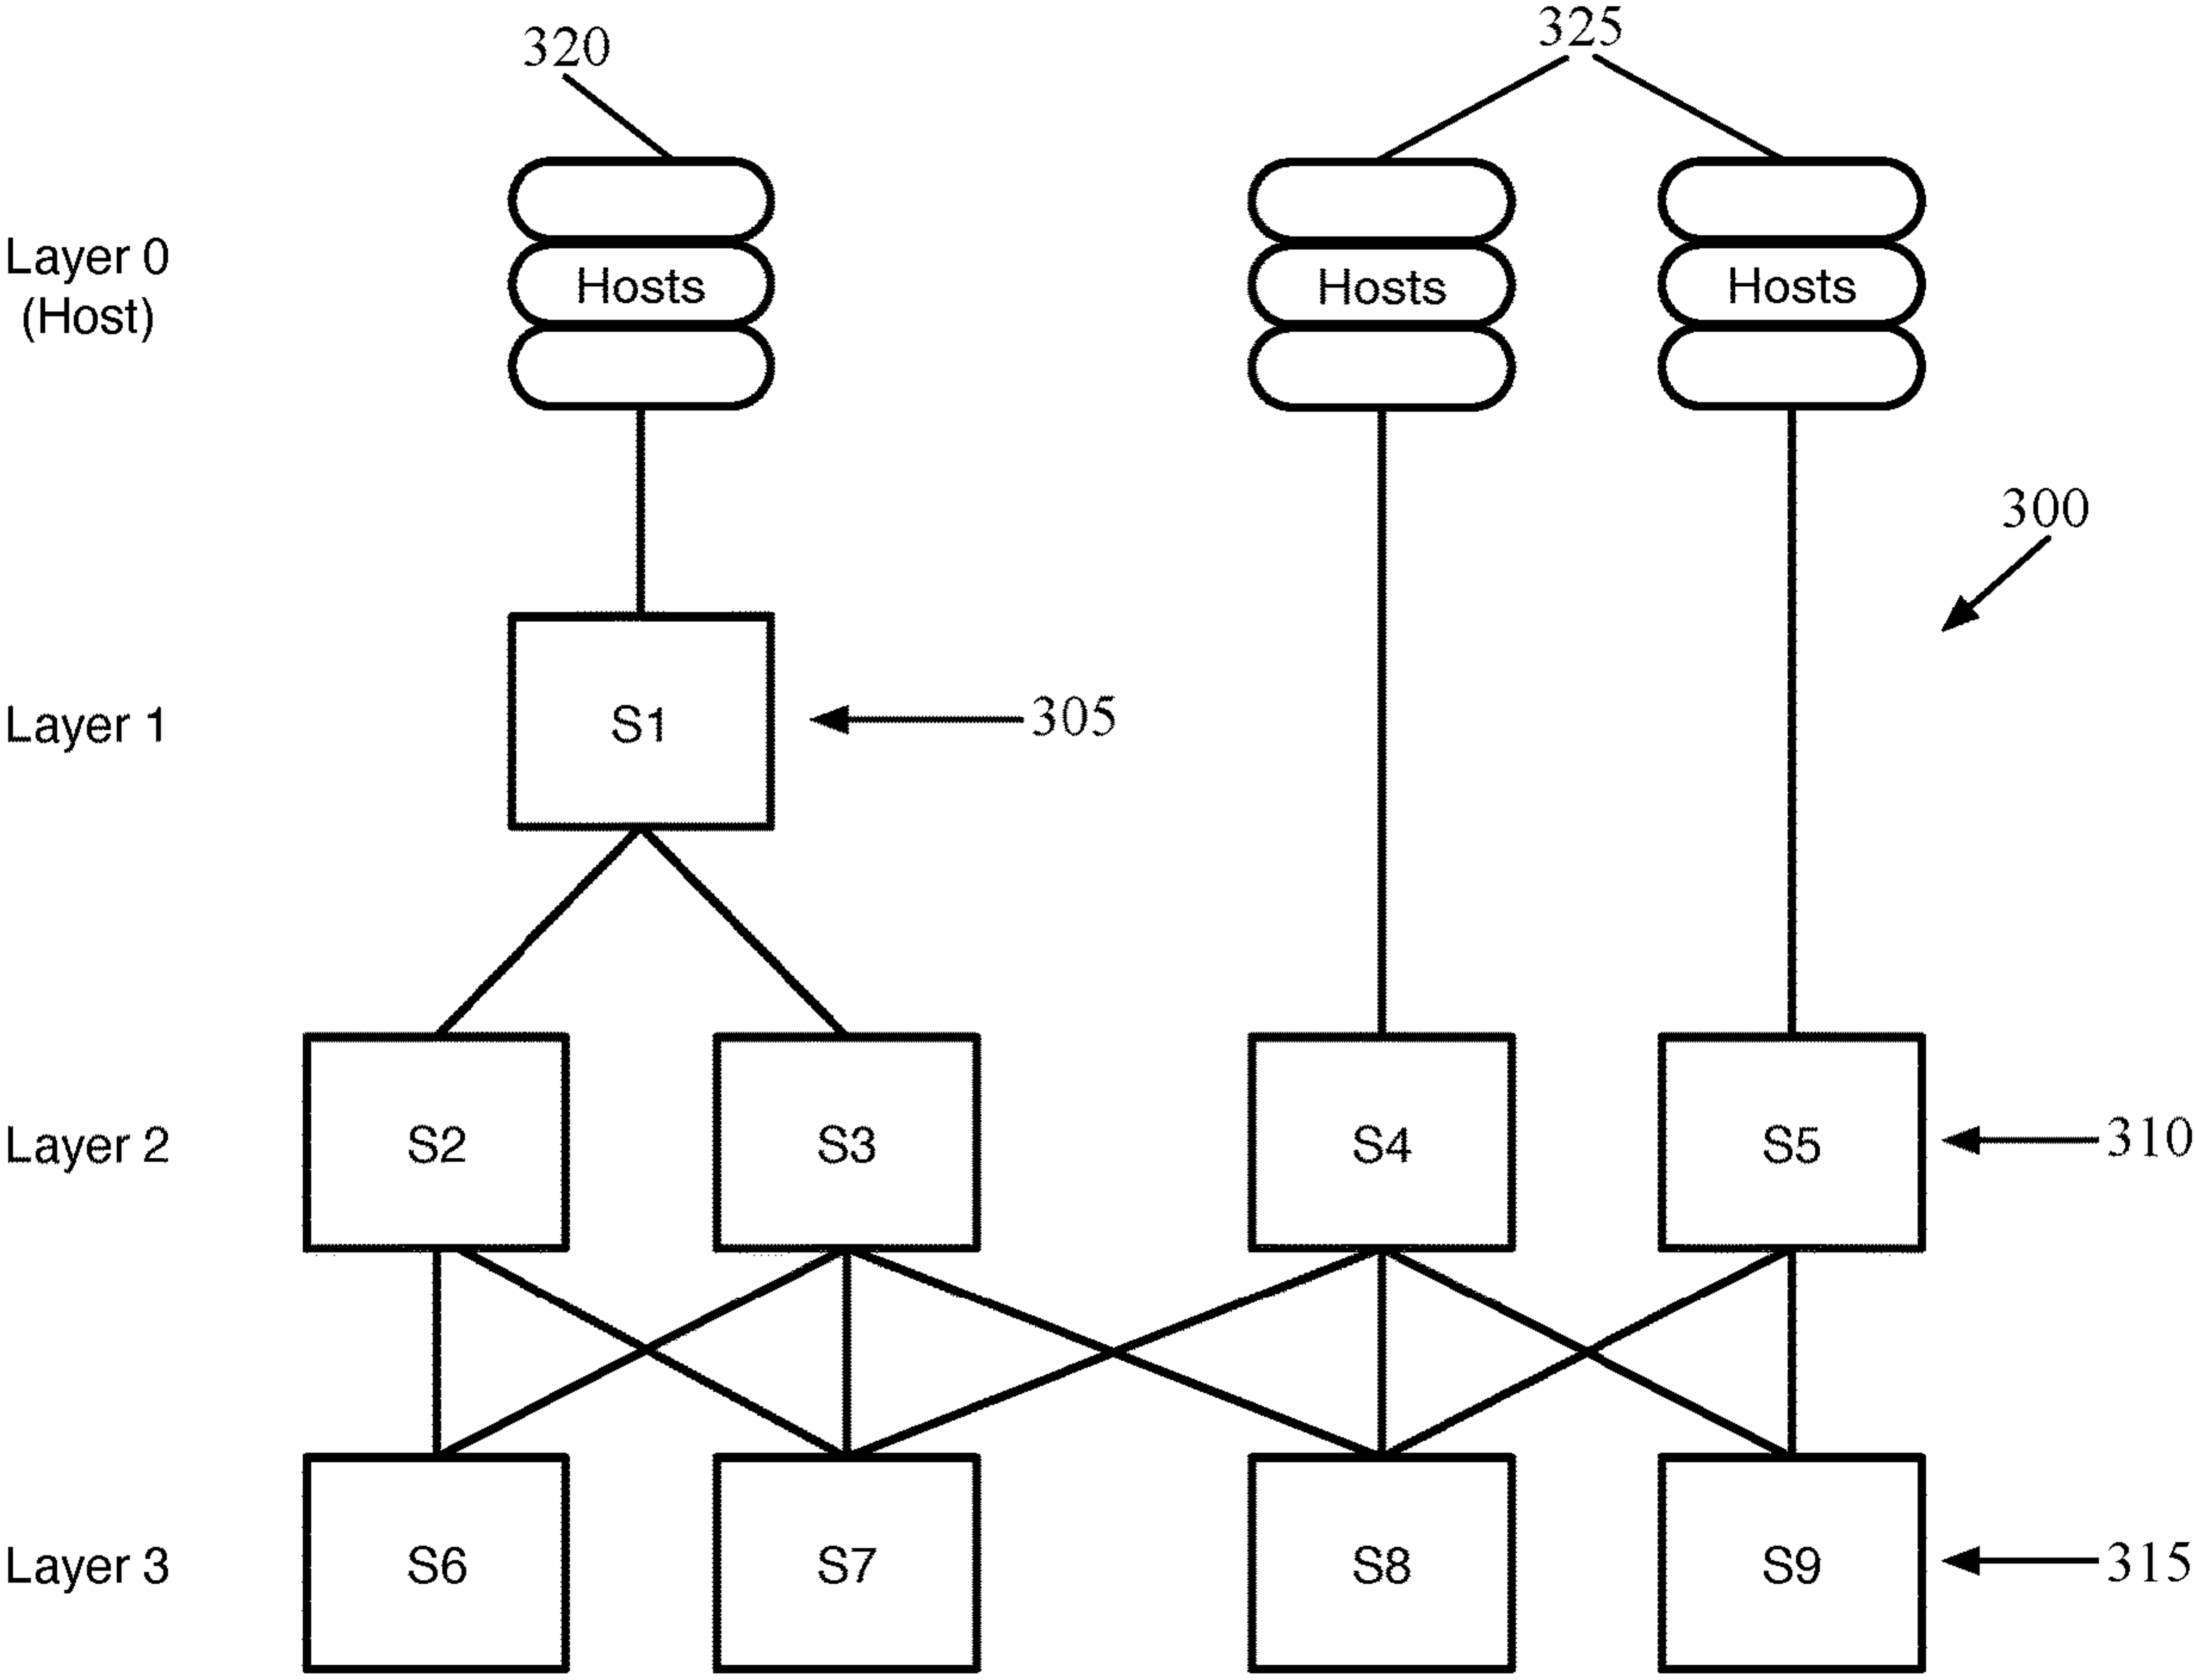 320
325
Layer 0
(Host)
Hosts
Hosts
Hosts
300
Layer 1
S1
305
Layer 2
S2
S3
S4
S5
310
Layer 3
S6
S7
S8
S9
315